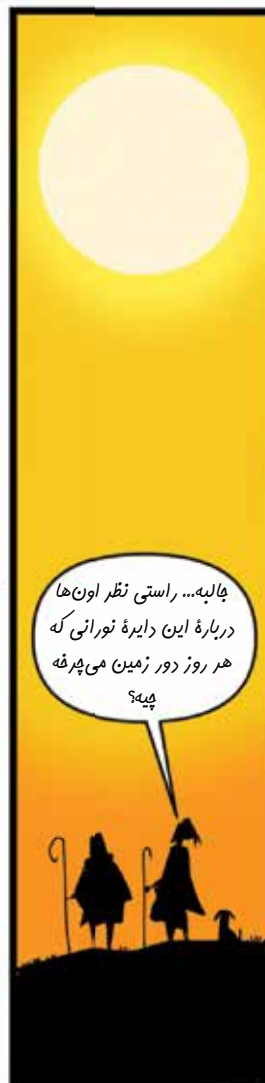 جالبه... راستی نظر اون‌ها
دربارهٔ این دایرهٔ نورانی که
هر روز دور زمین می‌چرخه
چیه؟